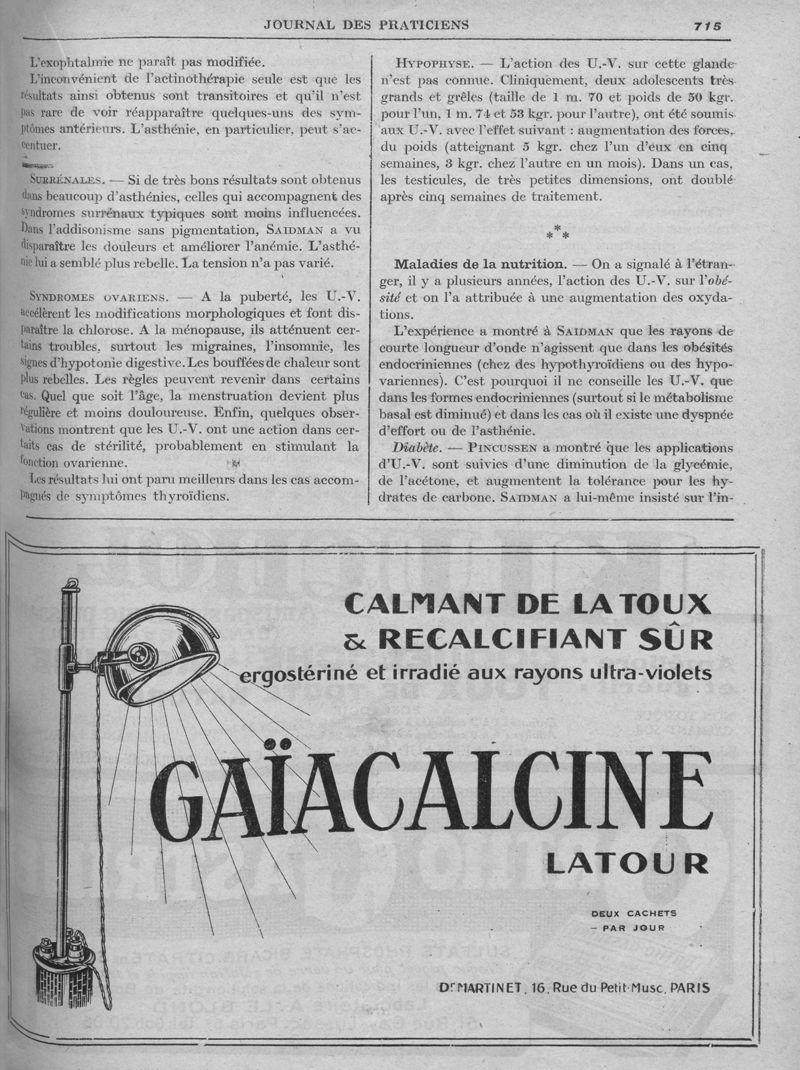 JOURNAL DES PRATICIENS
715
L'exophtalmie ne paraît pas modifiée.
L'inconvénient de l'actinothérapie seule est que les
résultats ainsi obtenus sont transitoires et qu'il n'est
pas rare de voir réapparaître quelques-uns des symp-
ptômes antérieurs. L'asthénie, en particulier, peut s'ac-
centuer.
SURRÉNALES. — Si de très bons résultats sont obtenus
dans beaucoup d'asthénies, celles qui accompagnent des
syndromes surrénaux typiques sont moins influencées.
Dans l'addisonisme sans pigmentation, SAIDMAN a vu
disparaître les douleurs et améliorer l'anémie. L'asthé-
nie lui a semblé plus rebelle. La tension n'a pas varié.
SYNDROMES OVARIENS. — A la puberté, les U.-V.
accélèrent les modifications morphologiques et font dis-
paraître la chlorose. A la ménopause, ils atténuent cer-
tains troubles, surtout les migraines, l'insomnie, les
signes d'hypotonie digestive. Les bouffées de chaleur sont
plus rebelles. Les règles peuvent revenir dans certains
cas. Quel que soit l'âge, la menstruation devient plus
régulière et moins douloureuse. Enfin, quelques obser-
vations montrent que les U.-V. ont une action dans cer-
taits cas de stérilité, probablement en stimulant la
fonction ovarienne.
Les résultats lui ont paru meilleurs dans les cas accom-
pagnés de symptômes thyroïdiens.
HYPOPHYSE. — L'action des U.-V. sur cette glande
n'est pas connue. Cliniquement, deux adolescents très
grands et grêles (taille de 1 m. 70 et poids de 50 kgr.
pour l'un, 1 m. 74 et 53 kgr. pour l'autre), ont été soumis
aux U.-V. avec l'effet suivant : augmentation des forces,
du poids (atteignant 5 kgr. chez l'un d'eux en cinq
semaines, 3 kgr. chez l'autre en un mois). Dans un cas,
les testicules, de très petites dimensions, ont doublé
après cinq semaines de traitement.
*
* *
Maladies de la nutrition. — On a signalé à l'étran-
ger, il y a plusieurs années, l'action des U.-V. sur l'obé-
sité et on l'a attribuée à une augmentation des oxyda-
tions.
L'expérience a montré à SAIDMAN que les rayons de
courte longueur d'onde n'agissent que dans les obésités
endocriniennes (chez des hypothyroïdiens ou des hypo-
variennes). C'est pourquoi il ne conseille les U.-V. que
dans les formes endocriniennes (surtout si le métabolisme
basal est diminué) et dans les cas où il existe une dyspnée
d'effort ou de l'asthénie.
Diabète. — PINCUSSEN a montré que les applications
d'U.-V. sont suivies d'une diminution de la glycémie,
de l'acétone, et augmentent la tolérance pour les hy-
drates de carbone. SAIDMAN a lui-même insisté sur l'in-
CALMANT DE LA TOUX
& RECALCIFIANT SÛR
ergostériné et irradié aux rayons ultra-violets
GAÏACALCINE
LATOUR
DEUX CACHETS
– PAR JOUR
Dr MARTINET, 16, Rue du Petit-Musc, PARIS